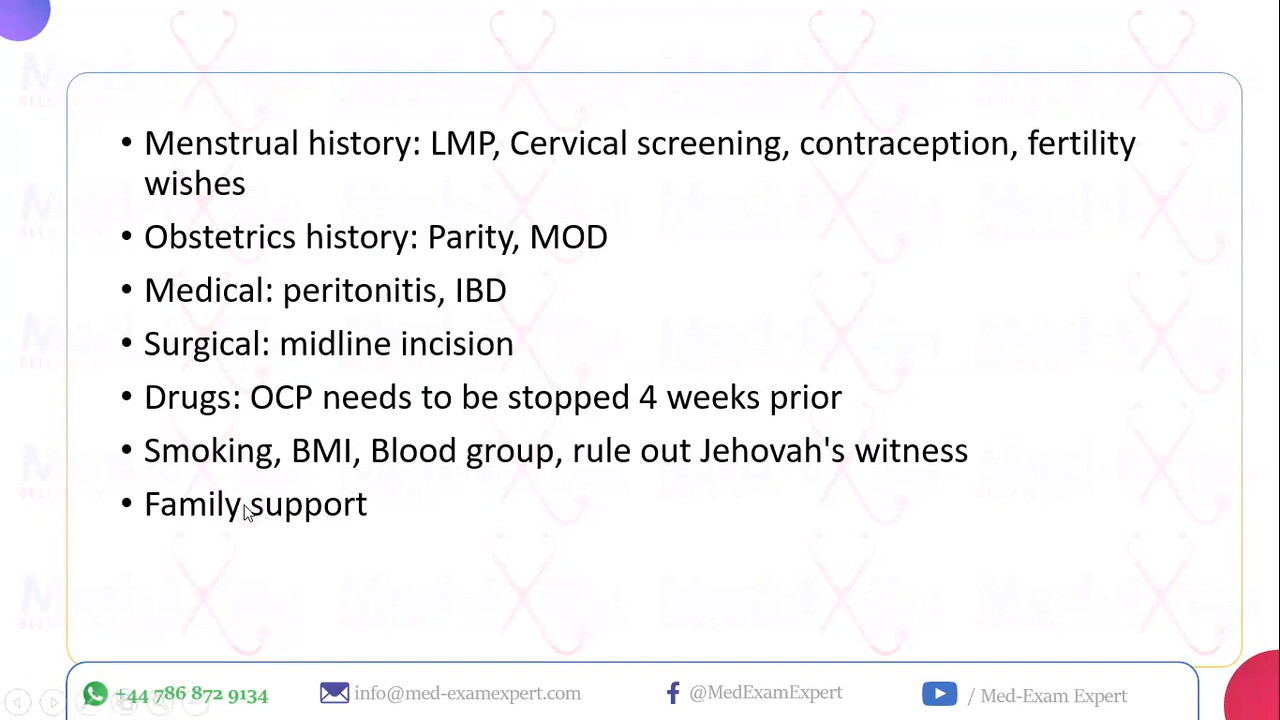 • Menstrual history: LMP, Cervical screening, contraception, fertility
wishes
• Obstetrics history: Parity, MOD
• Medical: peritonitis, IBD
• Surgical: midline incision
• Drugs: OCP needs to be stopped 4 weeks prior
• Smoking, BMI, Blood group, rule out Jehovah's witness
• Family support
+44 786 872 9134 info@med-examexpert.com @MedExamExpert / Med-Exam Expert